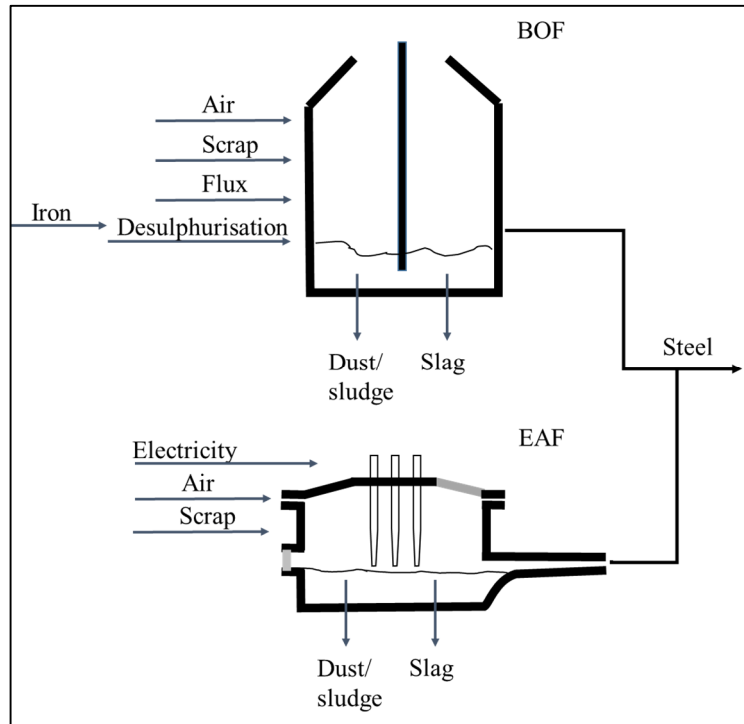 BOF
Air
Scrap
Flux
Iron
Desulphurisation
Dust/
sludge
Slag
Steel
EAF
Electricity
Air
Scrap
Dust/
sludge
Slag